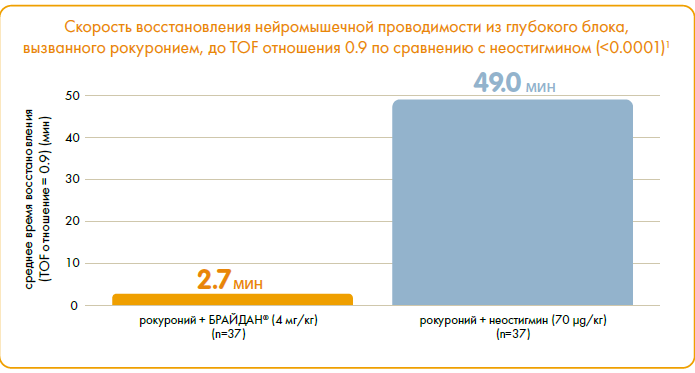 Скорость восстановления нейромышечной проводимости из глубокого блока,
вызванного рокуронием, до TOF отношения 0.9 по сравнению с неостигмином (<0.0001)¹
среднее время восстановления
(TOF отношение = 0.9) (мин)
50
40
30
20
10
0
2.7 мин
49.0 мин
рокуроний + БРАЙДАН® (4 мг/кг)
(n=37)
рокуроний + неостигмин (70 µg/кг)
(n=37)